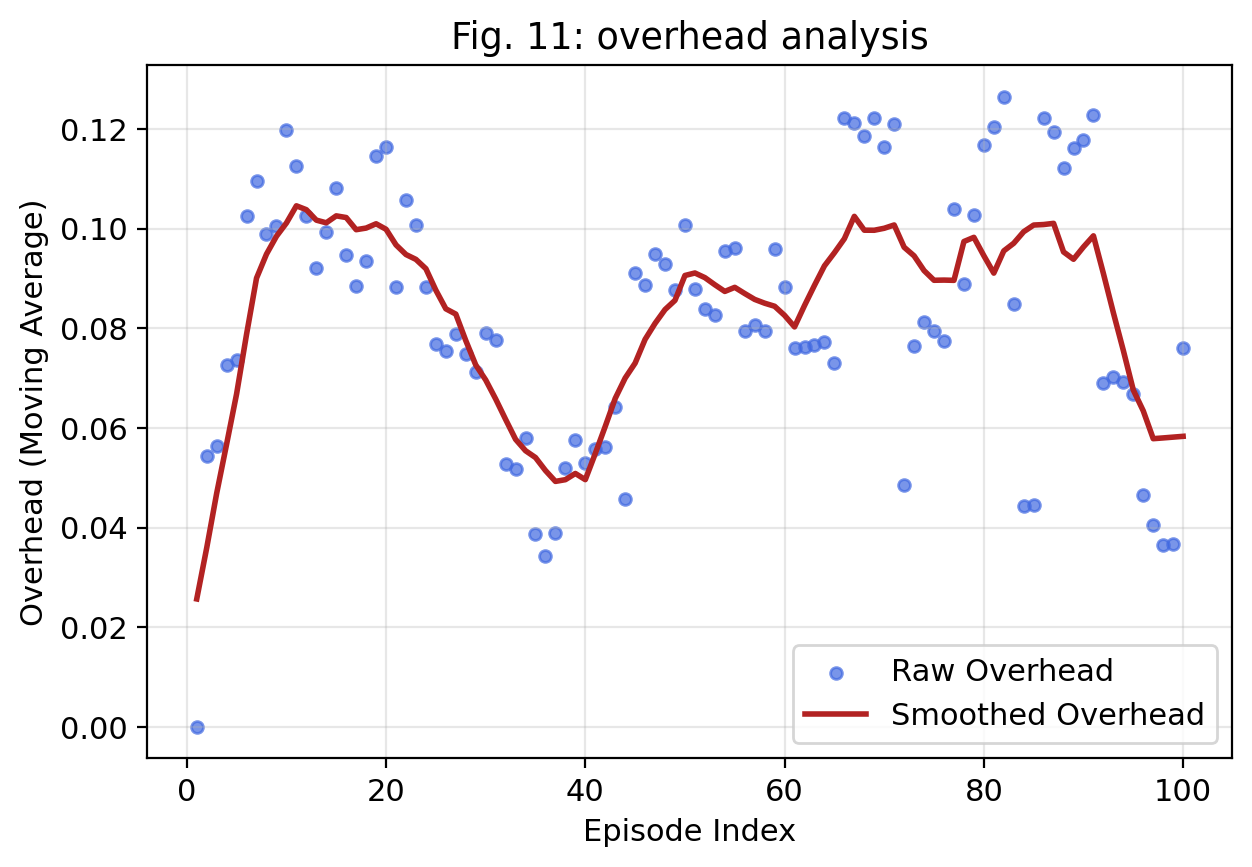 Fig. 11: overhead analysis
Overhead (Moving Average)
0.12
0.10
0.08
0.06
0.04
0.02
0.00
Raw Overhead
Smoothed Overhead
0 20 40 60 80 100
Episode Index